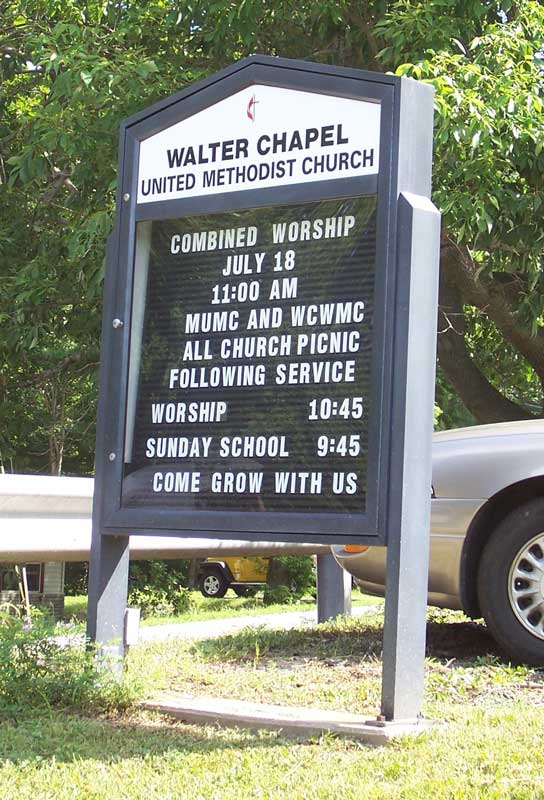 WALTER CHAPEL
UNITED METHODIST CHURCH
COMBINED WORSHIP
JULY 18
11:00 AM
MUMC AND WCWMC
ALL CHURCH PICNIC
FOLLOWING SERVICE
WORSHIP 10:45
SUNDAY SCHOOL 9:45
COME GROW WITH US